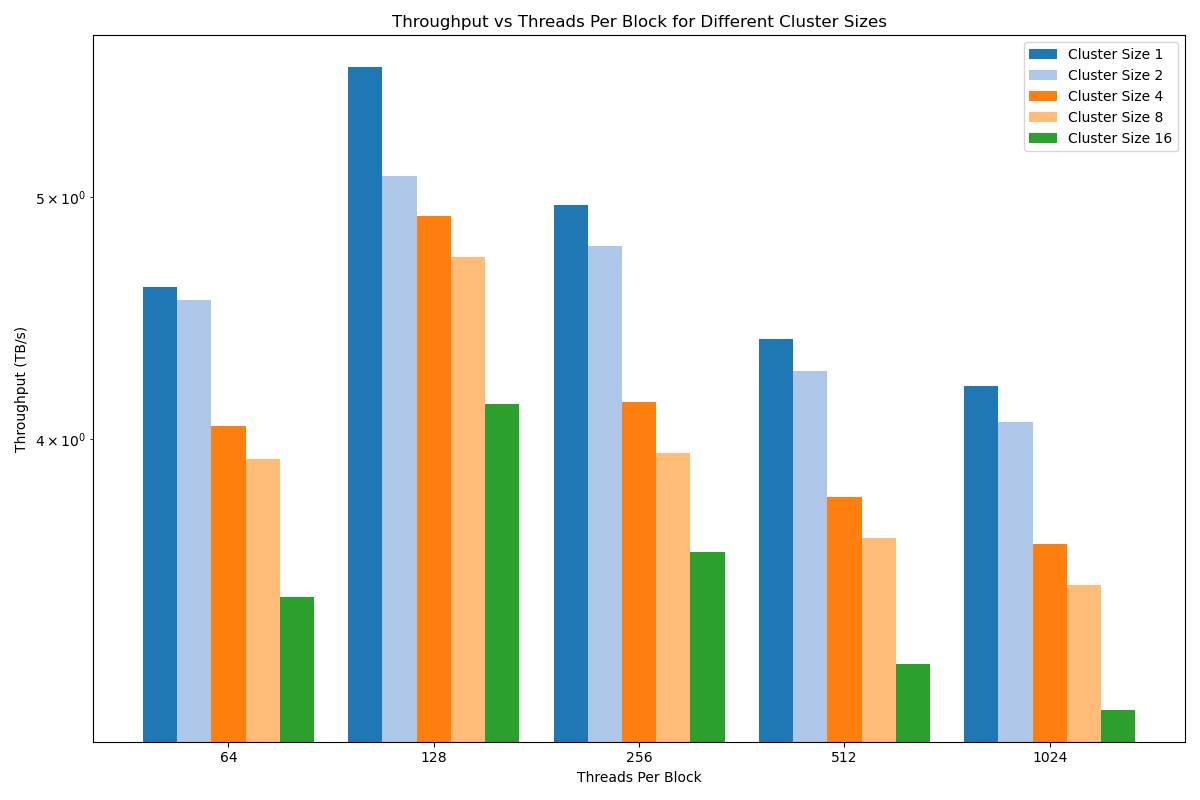 Throughput vs Threads Per Block for Different Cluster Sizes
Cluster Size 1
Cluster Size 2
Cluster Size 4
Cluster Size 8
Cluster Size 16
Throughput (TB/s)
5 × 10⁰
4 × 10⁰
64 128 256 512 1024
Threads Per Block